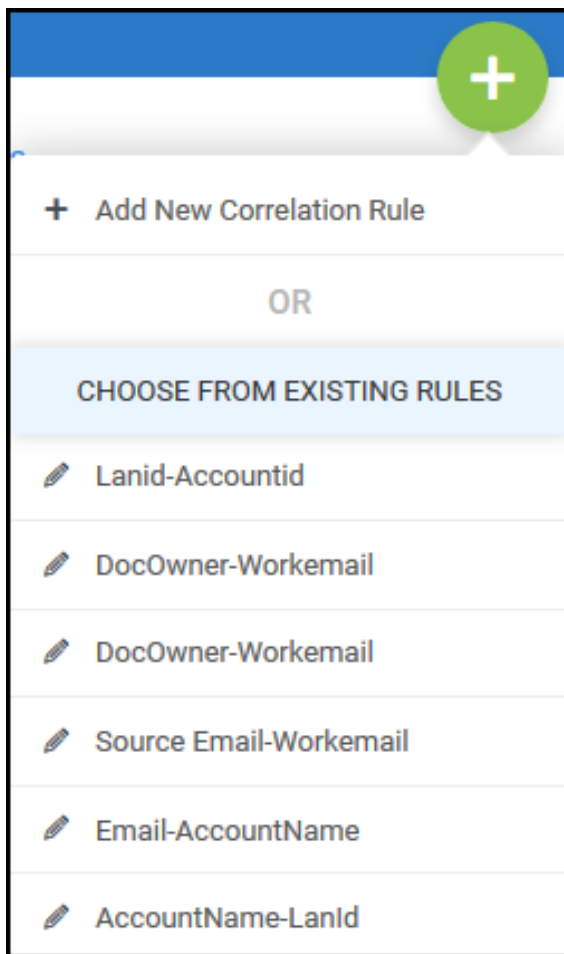 Add New Correlation Rule
OR
CHOOSE FROM EXISTING RULES
Lanid-Accountid
DocOwner-Workemail
DocOwner-Workemail
Source Email-Workemail
Email-AccountName
AccountName-LanId